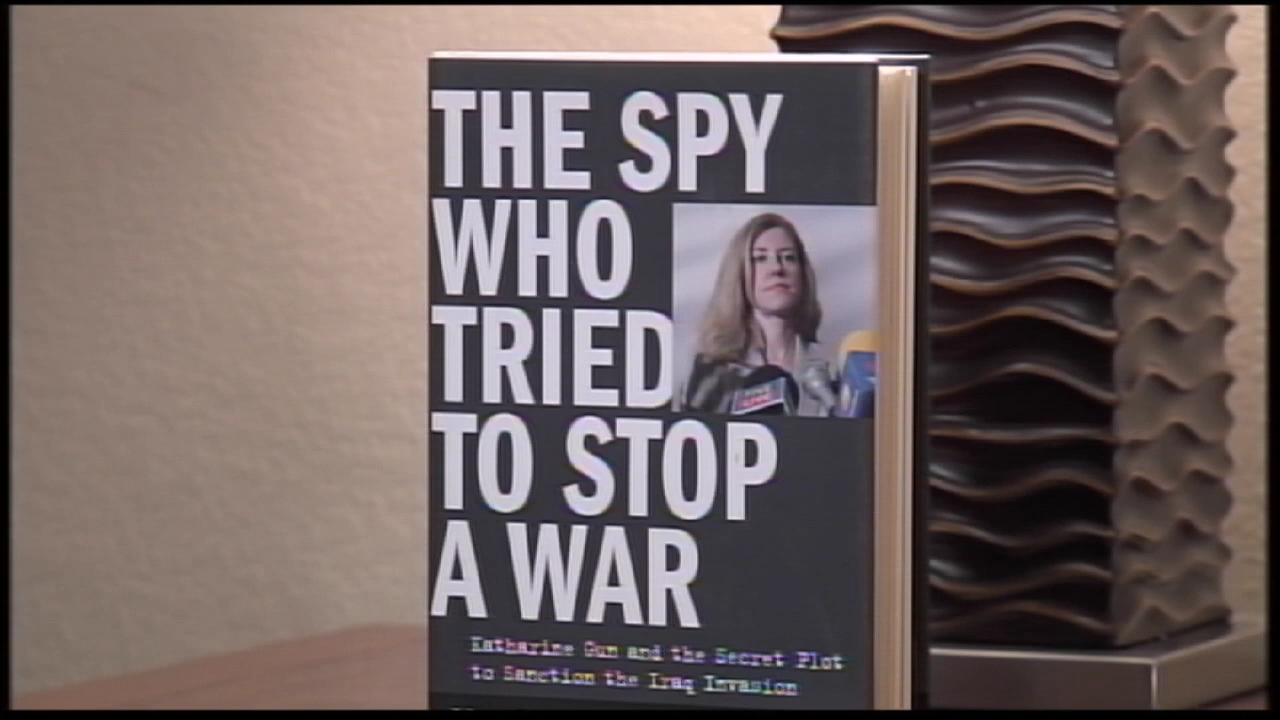 THE SPY
WHO
TRIED
TO STOP
A WAR
Katharine Gun and the Secret Plot
to Sanction the Iraq Invasion